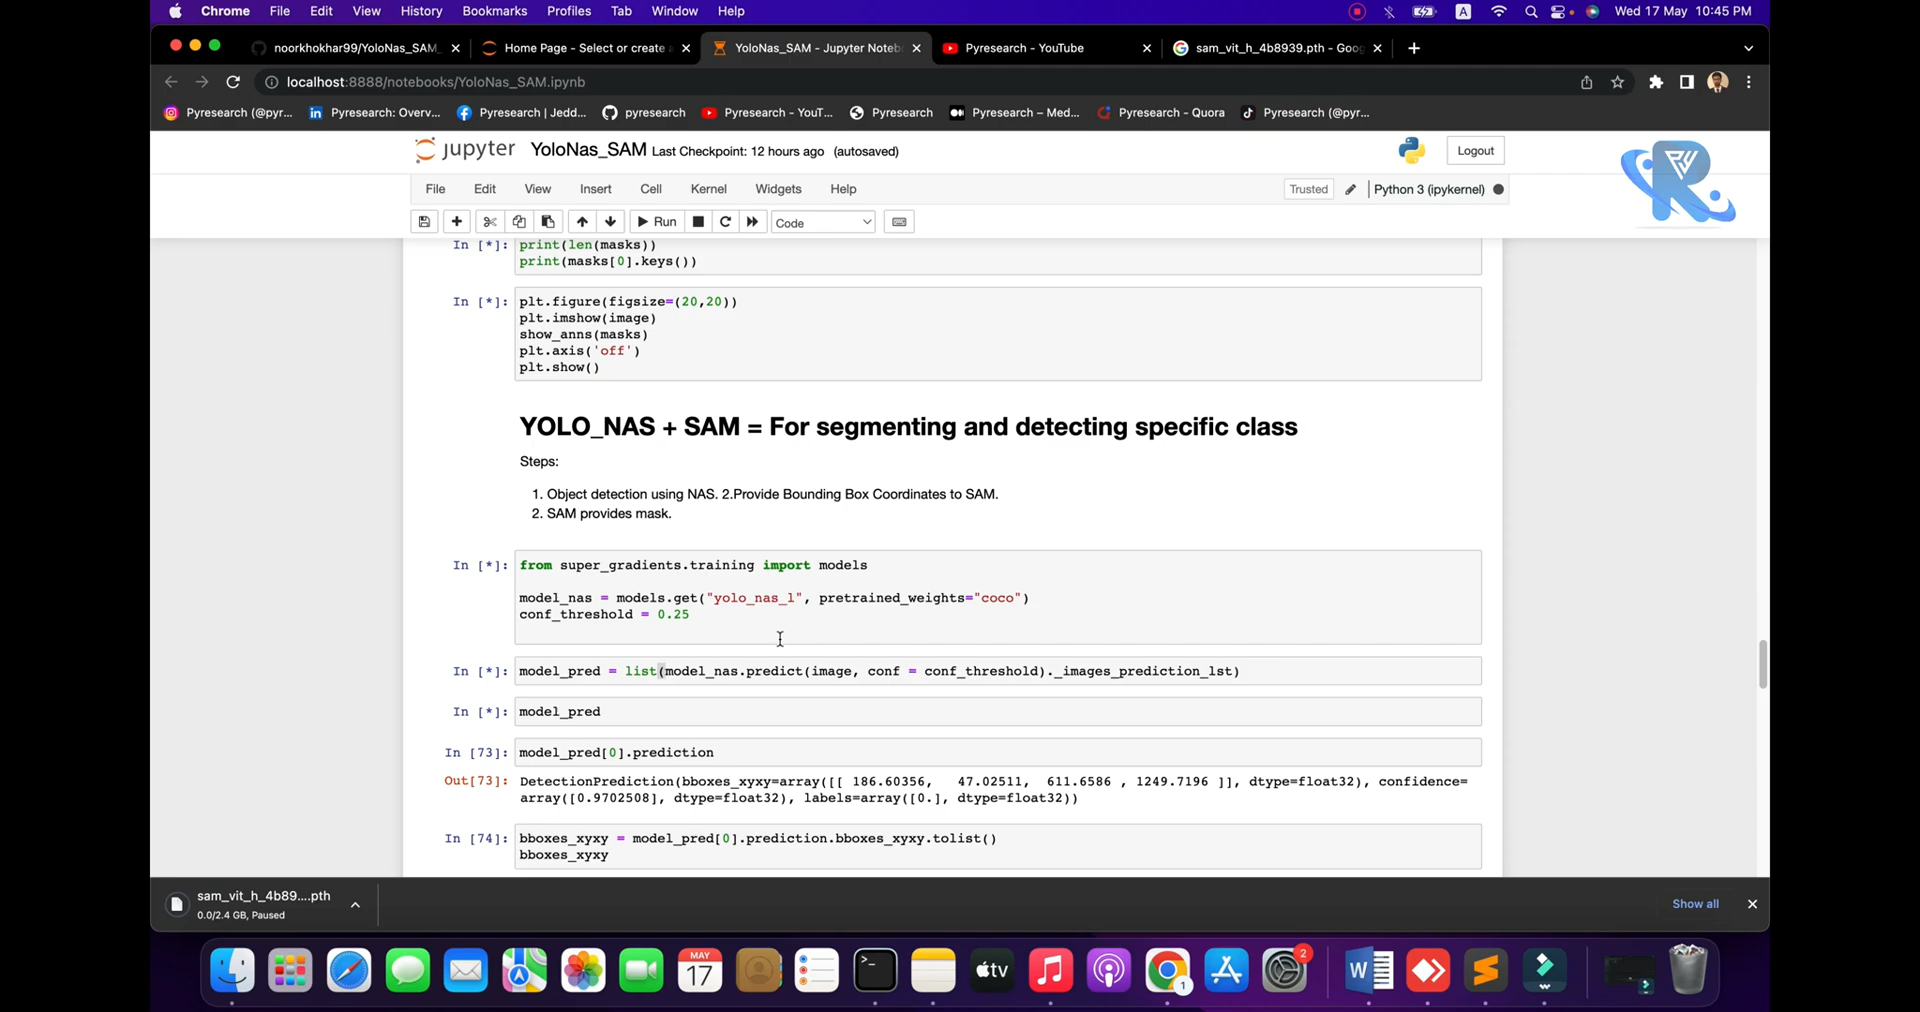 Chrome File Edit View History Bookmarks Profiles Tab Window Help A Wed 17 May 10:45 PM
noorkhokhar99/YoloNas_SAM_ Home Page - Select or create a YoloNas_SAM - Jupyter Noteb Pyresearch - YouTube sam_vit_h_4b8939.pth - Goo
localhost:8888/notebooks/YoloNas_SAM.ipynb
Pyresearch (@pyr... Pyresearch: Overv... Pyresearch | Jedd... pyresearch Pyresearch - YouT... Pyresearch Pyresearch – Med... Pyresearch - Quora Pyresearch (@pyr...
jupyter YoloNas_SAM Last Checkpoint: 12 hours ago (autosaved) Logout
File Edit View Insert Cell Kernel Widgets Help Trusted Python 3 (ipykernel)
Run Code
In [*]: print(len(masks))
print(masks[0].keys())
In [*]: plt.figure(figsize=(20,20))
plt.imshow(image)
show_anns(masks)
plt.axis('off')
plt.show()
YOLO_NAS + SAM = For segmenting and detecting specific class
Steps:
1. Object detection using NAS. 2.Provide Bounding Box Coordinates to SAM.
2. SAM provides mask.
In [*]: from super_gradients.training import models
model_nas = models.get("yolo_nas_l", pretrained_weights="coco")
conf_threshold = 0.25
In [*]: model_pred = list(model_nas.predict(image, conf = conf_threshold)._images_prediction_lst)
In [*]: model_pred
In [73]: model_pred[0].prediction
Out[73]: DetectionPrediction(bboxes_xyxy=array([[ 186.60356, 47.02511, 611.6586 , 1249.7196 ]], dtype=float32), confidence=
array([0.9702508], dtype=float32), labels=array([0.], dtype=float32))
In [74]: bboxes_xyxy = model_pred[0].prediction.bboxes_xyxy.tolist()
bboxes_xyxy
sam_vit_h_4b89....pth
0.0/2.4 GB, Paused
Show all
MAY
17
tv
1
2
W